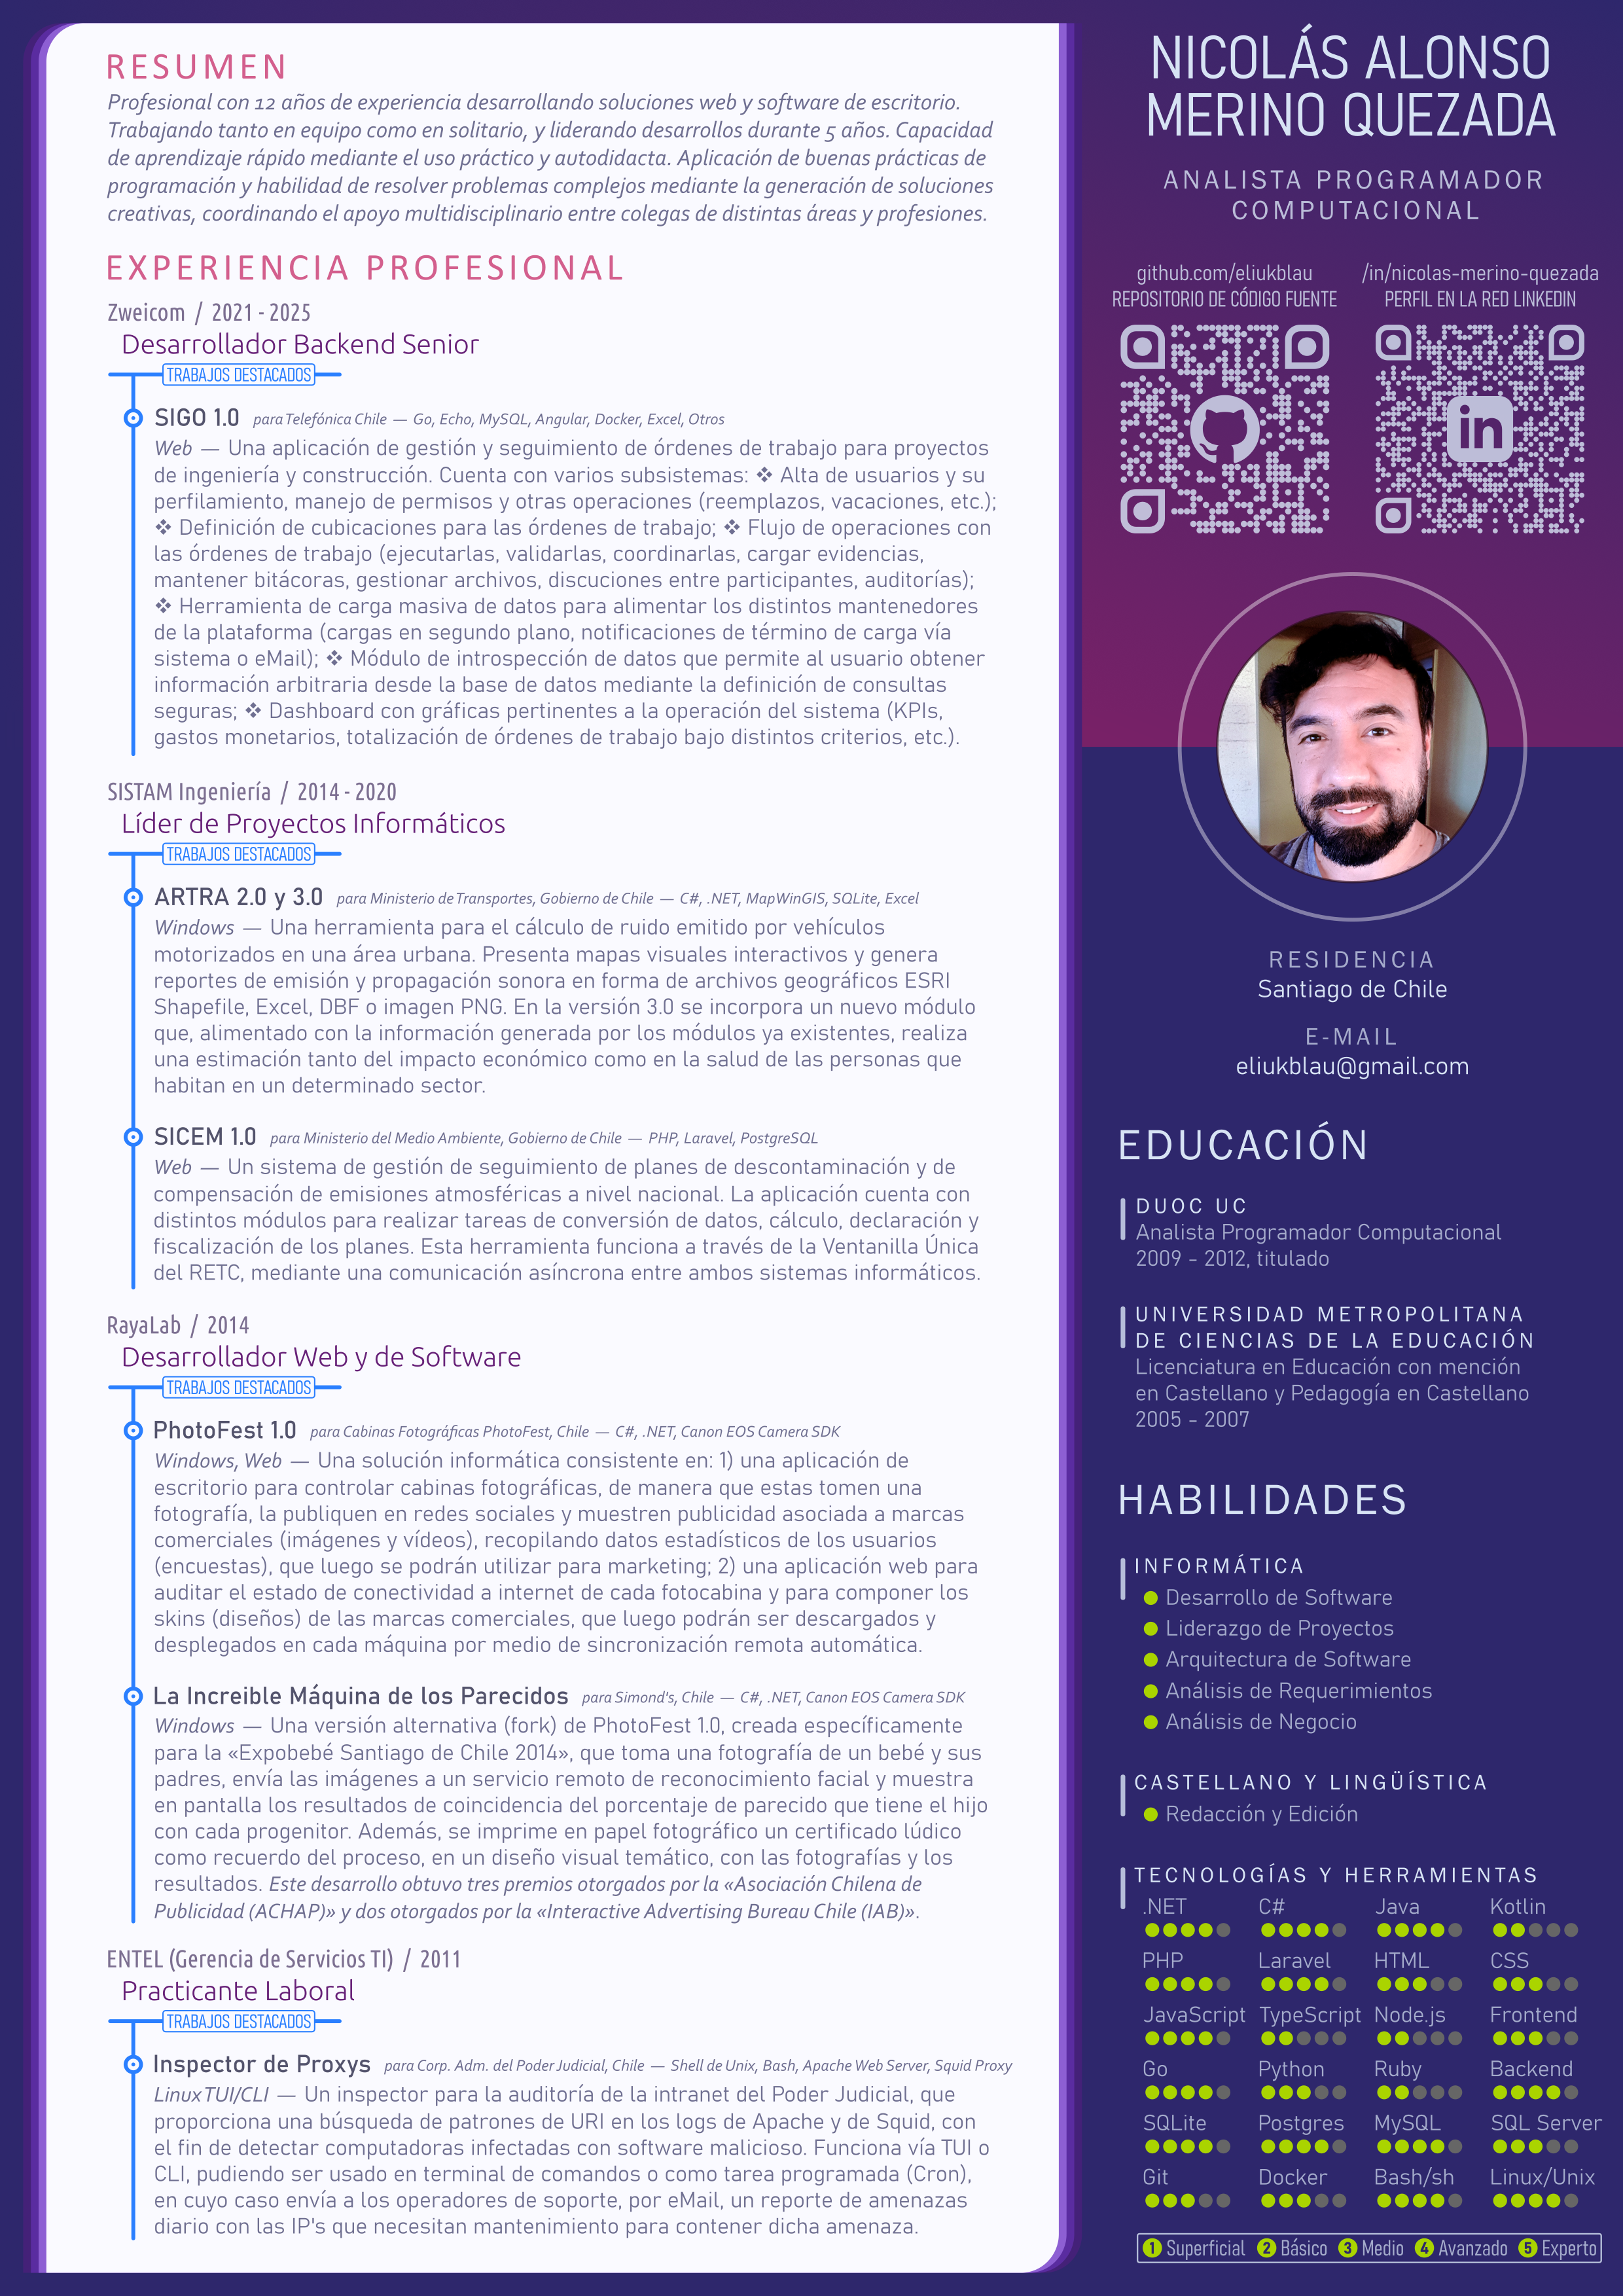 RESUMEN
Profesional con 12 años de experiencia desarrollando soluciones web y software de escritorio.
Trabajando tanto en equipo como en solitario, y liderando desarrollos durante 5 años. Capacidad
de aprendizaje rápido mediante el uso práctico y autodidacta. Aplicación de buenas prácticas de
programación y habilidad de resolver problemas complejos mediante la generación de soluciones
creativas, coordinando el apoyo multidisciplinario entre colegas de distintas áreas y profesiones.
EXPERIENCIA PROFESIONAL
Zweicom / 2021 - 2025
Desarrollador Backend Senior
TRABAJOS DESTACADOS
SIGO 1.0 para Telefónica Chile — Go, Echo, MySQL, Angular, Docker, Excel, Otros
Web — Una aplicación de gestión y seguimiento de órdenes de trabajo para proyectos
de ingeniería y construcción. Cuenta con varios subsistemas: ❖ Alta de usuarios y su
perfilamiento, manejo de permisos y otras operaciones (reemplazos, vacaciones, etc.);
❖ Definición de cubicaciones para las órdenes de trabajo; ❖ Flujo de operaciones con
las órdenes de trabajo (ejecutarlas, validarlas, coordinarlas, cargar evidencias,
mantener bitácoras, gestionar archivos, discuciones entre participantes, auditorías);
❖ Herramienta de carga masiva de datos para alimentar los distintos mantenedores
de la plataforma (cargas en segundo plano, notificaciones de término de carga vía
sistema o eMail); ❖ Módulo de introspección de datos que permite al usuario obtener
información arbitraria desde la base de datos mediante la definición de consultas
seguras; ❖ Dashboard con gráficas pertinentes a la operación del sistema (KPIs,
gastos monetarios, totalización de órdenes de trabajo bajo distintos criterios, etc.).
SISTAM Ingeniería / 2014 - 2020
Líder de Proyectos Informáticos
TRABAJOS DESTACADOS
ARTRA 2.0 y 3.0 para Ministerio de Transportes, Gobierno de Chile — C#, .NET, MapWinGIS, SQLite, Excel
Windows — Una herramienta para el cálculo de ruido emitido por vehículos
motorizados en una área urbana. Presenta mapas visuales interactivos y genera
reportes de emisión y propagación sonora en forma de archivos geográficos ESRI
Shapefile, Excel, DBF o imagen PNG. En la versión 3.0 se incorpora un nuevo módulo
que, alimentado con la información generada por los módulos ya existentes, realiza
una estimación tanto del impacto económico como en la salud de las personas que
habitan en un determinado sector.
SICEM 1.0 para Ministerio del Medio Ambiente, Gobierno de Chile — PHP, Laravel, PostgreSQL
Web — Un sistema de gestión de seguimiento de planes de descontaminación y de
compensación de emisiones atmosféricas a nivel nacional. La aplicación cuenta con
distintos módulos para realizar tareas de conversión de datos, cálculo, declaración y
fiscalización de los planes. Esta herramienta funciona a través de la Ventanilla Única
del RETC, mediante una comunicación asíncrona entre ambos sistemas informáticos.
RayaLab / 2014
Desarrollador Web y de Software
TRABAJOS DESTACADOS
PhotoFest 1.0 para Cabinas Fotográficas PhotoFest, Chile — C#, .NET, Canon EOS Camera SDK
Windows, Web — Una solución informática consistente en: 1) una aplicación de
escritorio para controlar cabinas fotográficas, de manera que estas tomen una
fotografía, la publiquen en redes sociales y muestren publicidad asociada a marcas
comerciales (imágenes y vídeos), recopilando datos estadísticos de los usuarios
(encuestas), que luego se podrán utilizar para marketing; 2) una aplicación web para
auditar el estado de conectividad a internet de cada fotocabina y para componer los
skins (diseños) de las marcas comerciales, que luego podrán ser descargados y
desplegados en cada máquina por medio de sincronización remota automática.
La Increible Máquina de los Parecidos para Simond's, Chile — C#, .NET, Canon EOS Camera SDK
Windows — Una versión alternativa (fork) de PhotoFest 1.0, creada específicamente
para la «Expobebé Santiago de Chile 2014», que toma una fotografía de un bebé y sus
padres, envía las imágenes a un servicio remoto de reconocimiento facial y muestra
en pantalla los resultados de coincidencia del porcentaje de parecido que tiene el hijo
con cada progenitor. Además, se imprime en papel fotográfico un certificado lúdico
como recuerdo del proceso, en un diseño visual temático, con las fotografías y los
resultados. Este desarrollo obtuvo tres premios otorgados por la «Asociación Chilena de
Publicidad (ACHAP)» y dos otorgados por la «Interactive Advertising Bureau Chile (IAB)».
ENTEL (Gerencia de Servicios TI) / 2011
Practicante Laboral
TRABAJOS DESTACADOS
Inspector de Proxys para Corp. Adm. del Poder Judicial, Chile — Shell de Unix, Bash, Apache Web Server, Squid Proxy
Linux TUI/CLI — Un inspector para la auditoría de la intranet del Poder Judicial, que
proporciona una búsqueda de patrones de URI en los logs de Apache y de Squid, con
el fin de detectar computadoras infectadas con software malicioso. Funciona vía TUI o
CLI, pudiendo ser usado en terminal de comandos o como tarea programada (Cron),
en cuyo caso envía a los operadores de soporte, por eMail, un reporte de amenazas
diario con las IP's que necesitan mantenimiento para contener dicha amenaza.
NICOLÁS ALONSO
MERINO QUEZADA
ANALISTA PROGRAMADOR
COMPUTACIONAL
github.com/eliukblau
REPOSITORIO DE CÓDIGO FUENTE
/in/nicolas-merino-quezada
PERFIL EN LA RED LINKEDIN
in
RESIDENCIA
Santiago de Chile
E-MAIL
eliukblau@gmail.com
EDUCACIÓN
DUOC UC
Analista Programador Computacional
2009 - 2012, titulado
UNIVERSIDAD METROPOLITANA
DE CIENCIAS DE LA EDUCACIÓN
Licenciatura en Educación con mención
en Castellano y Pedagogía en Castellano
2005 - 2007
HABILIDADES
INFORMÁTICA
Desarrollo de Software
Liderazgo de Proyectos
Arquitectura de Software
Análisis de Requerimientos
Análisis de Negocio
CASTELLANO Y LINGÜÍSTICA
Redacción y Edición
TECNOLOGÍAS Y HERRAMIENTAS
.NET C# Java Kotlin
PHP Laravel HTML CSS
JavaScript TypeScript Node.js Frontend
Go Python Ruby Backend
SQLite Postgres MySQL SQL Server
Git Docker Bash/sh Linux/Unix
1 Superficial 2 Básico 3 Medio 4 Avanzado 5 Experto